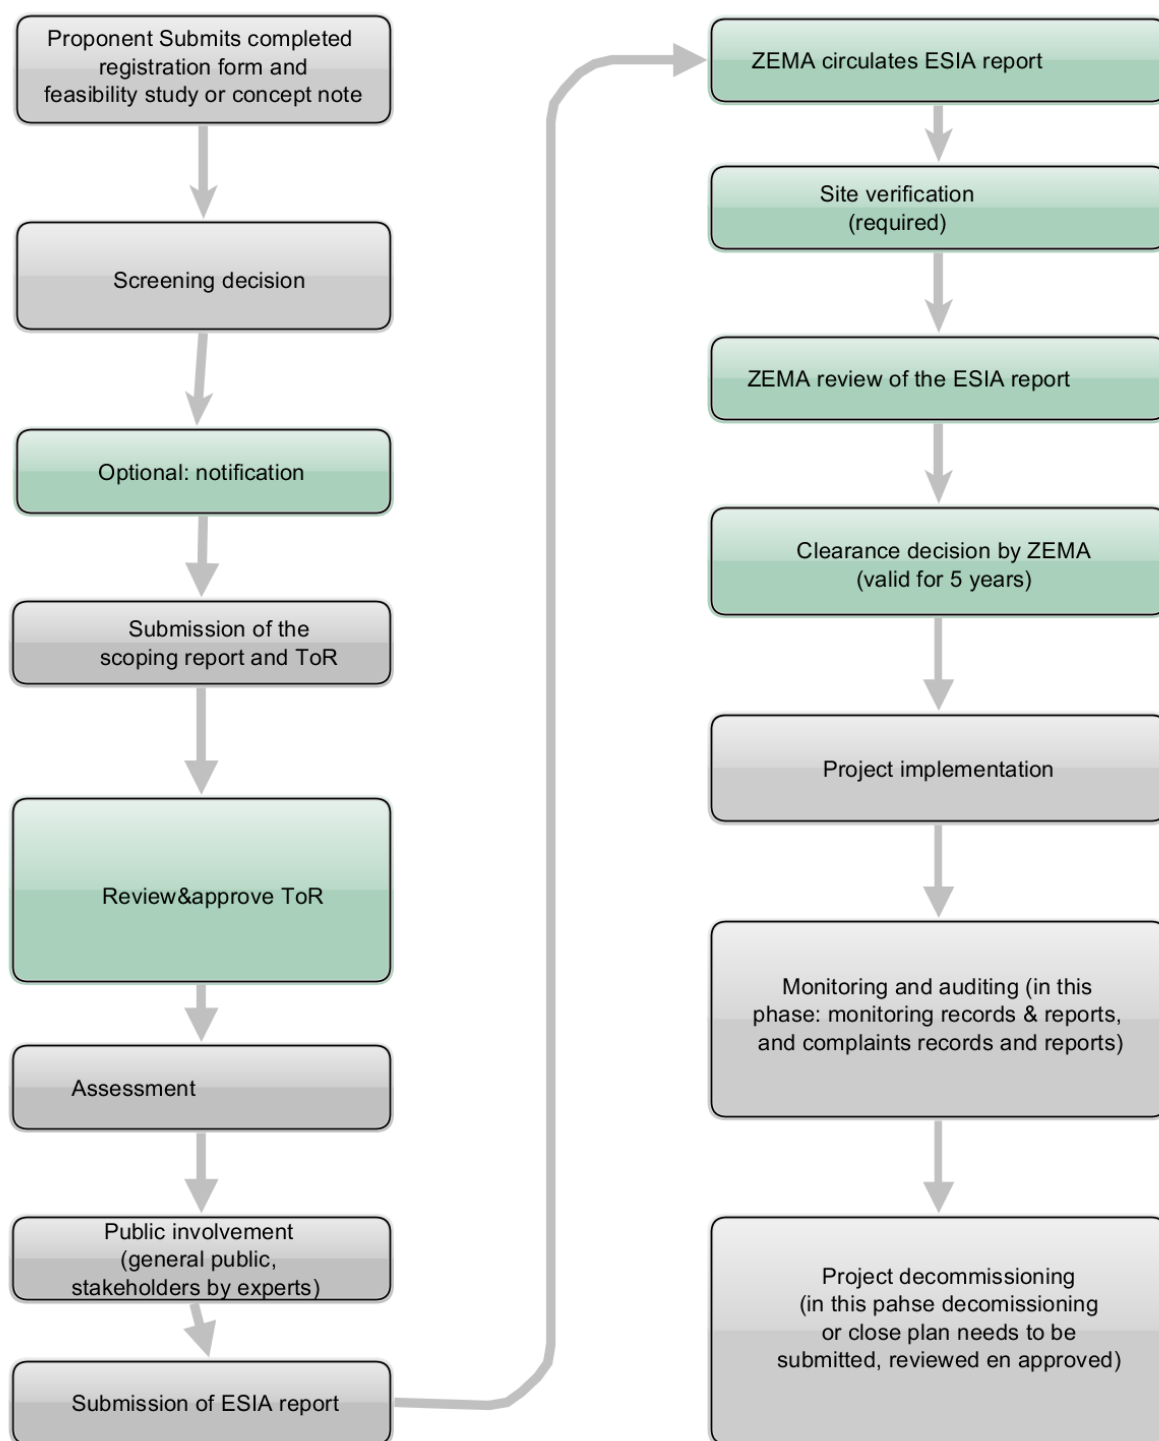 Proponent Submits completed
registration form and
feasibility study or concept note
Screening decision
Optional: notification
Submission of the
scoping report and ToR
Review&approve ToR
Assessment
Public involvement
(general public,
stakeholders by experts)
Submission of ESIA report
ZEMA circulates ESIA report
Site verification
(required)
ZEMA review of the ESIA report
Clearance decision by ZEMA
(valid for 5 years)
Project implementation
Monitoring and auditing (in this
phase: monitoring records & reports,
and complaints records and reports)
Project decommissioning
(in this pahse decomissioning
or close plan needs to be
submitted, reviewed en approved)